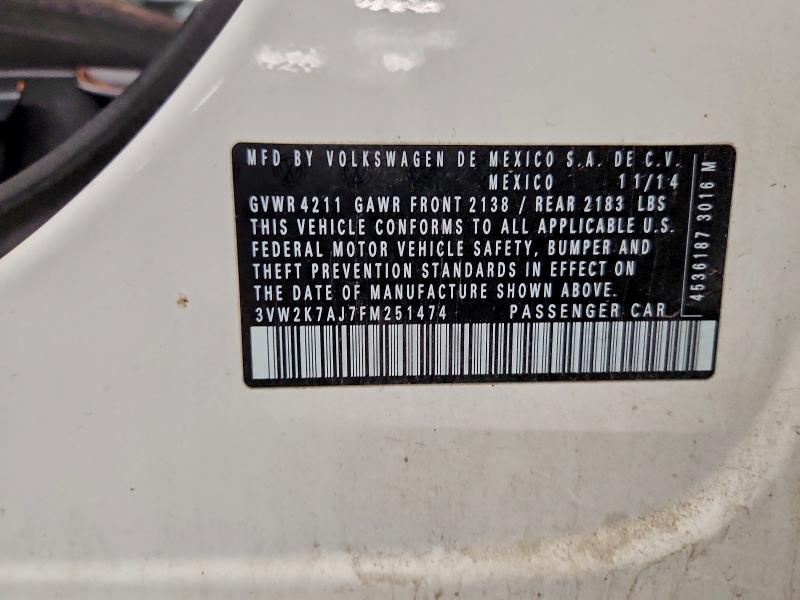 MFD BY VOLKSWAGEN DE MEXICO S.A. DE C.V.
MEXICO 11/14
GVWR 4211 GAWR FRONT 2138 / REAR 2183 LBS
THIS VEHICLE CONFORMS TO ALL APPLICABLE U.S.
FEDERAL MOTOR VEHICLE SAFETY, BUMPER AND
THEFT PREVENTION STANDARDS IN EFFECT ON
THE DATE OF MANUFACTURE SHOWN ABOVE.
3VW2K7AJ7FM251474 PASSENGER CAR
4536187 3016 M